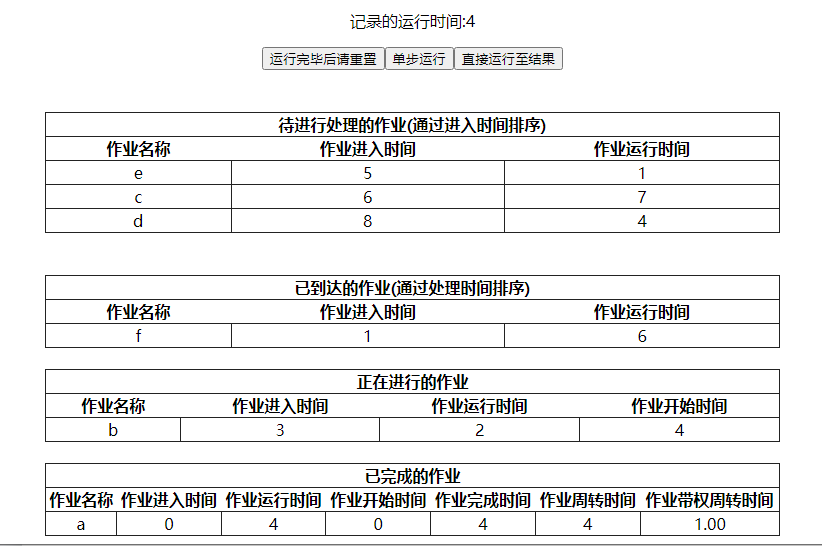 记录的运行时间:4
运行完毕后请重置 单步运行 直接运行至结果
待进行处理的作业(通过进入时间排序)
作业名称 作业进入时间 作业运行时间
e 5 1
c 6 7
d 8 4
已到达的作业(通过处理时间排序)
作业名称 作业进入时间 作业运行时间
f 1 6
正在进行的作业
作业名称 作业进入时间 作业运行时间 作业开始时间
b 3 2 4
已完成的作业
作业名称 作业进入时间 作业运行时间 作业开始时间 作业完成时间 作业周转时间 作业带权周转时间
a 0 4 0 4 4 1.00